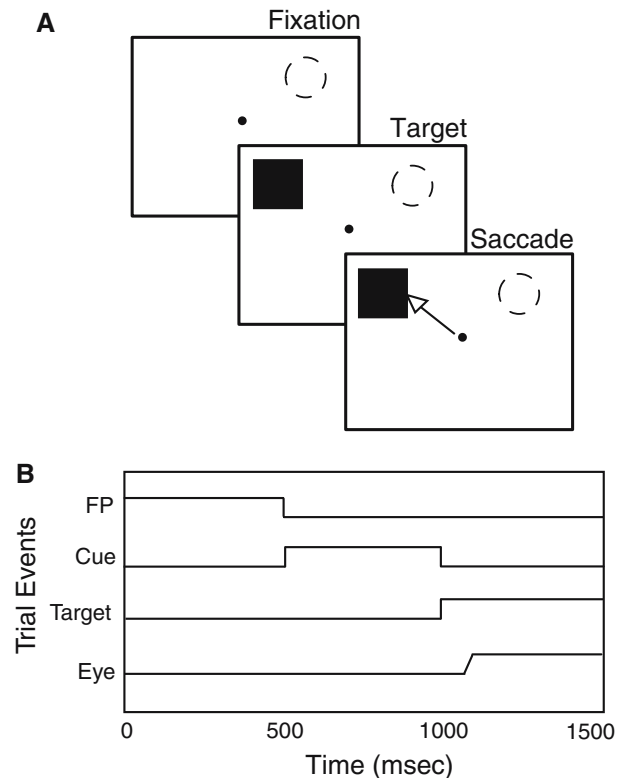 A
Fixation
Target
Saccade
B
FP
Cue
Target
Eye
Trial Events
0 500 1000 1500
Time (msec)